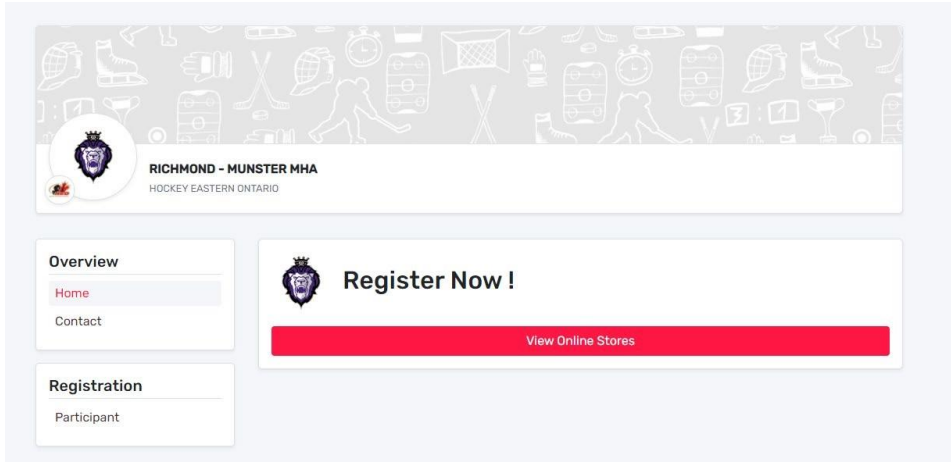 RICHMOND - MUNSTER MHA
HOCKEY EASTERN ONTARIO
Overview
Home
Contact
Registration
Participant
Register Now !
View Online Stores